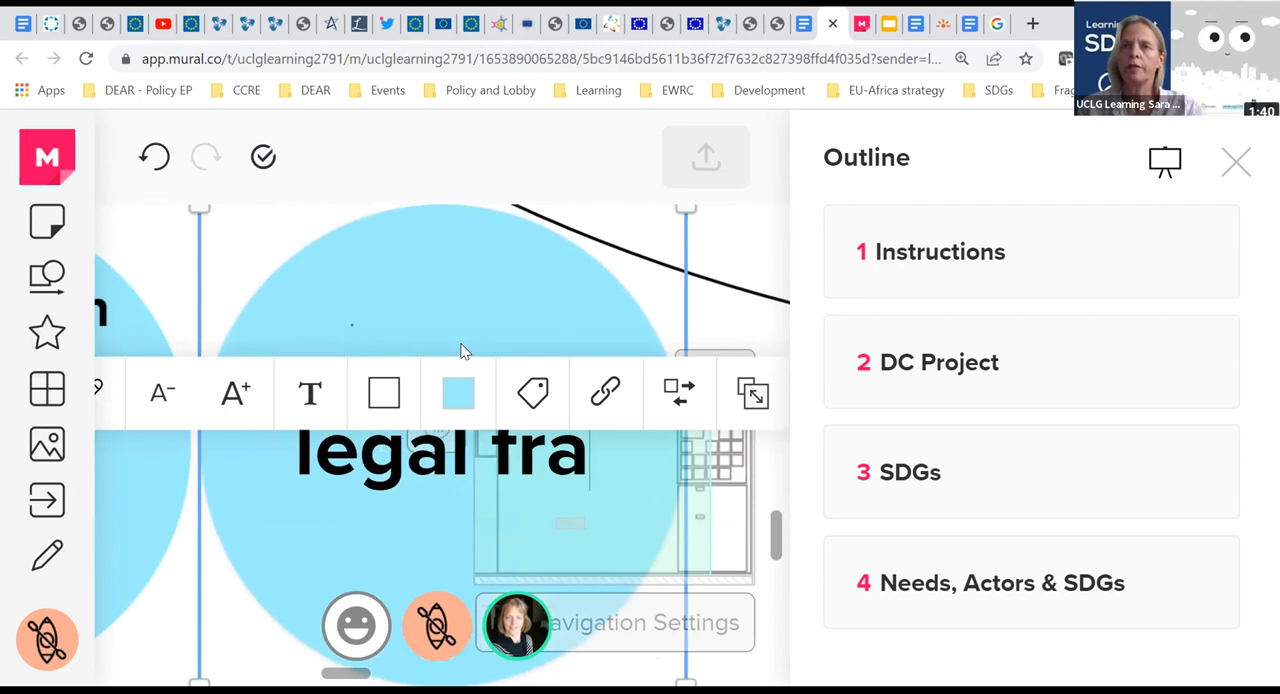 app.mural.co/t/uclglearning2791/m/uclglearning2791/1653890065288/5bc9146bd5611b36f72f7632c827398ffd4f035d?sender=I...
Apps
DEAR - Policy EP
CCRE
DEAR
Events
Policy and Lobby
Learning
EWRC
Development
EU-Africa strategy
SDGs
Learning
SD
UCLG Learning Sara ...
1:40
M
Outline
1 Instructions
2 DC Project
3 SDGs
4 Needs, Actors & SDGs
A-
A+
T
legal fra
avigation Settings